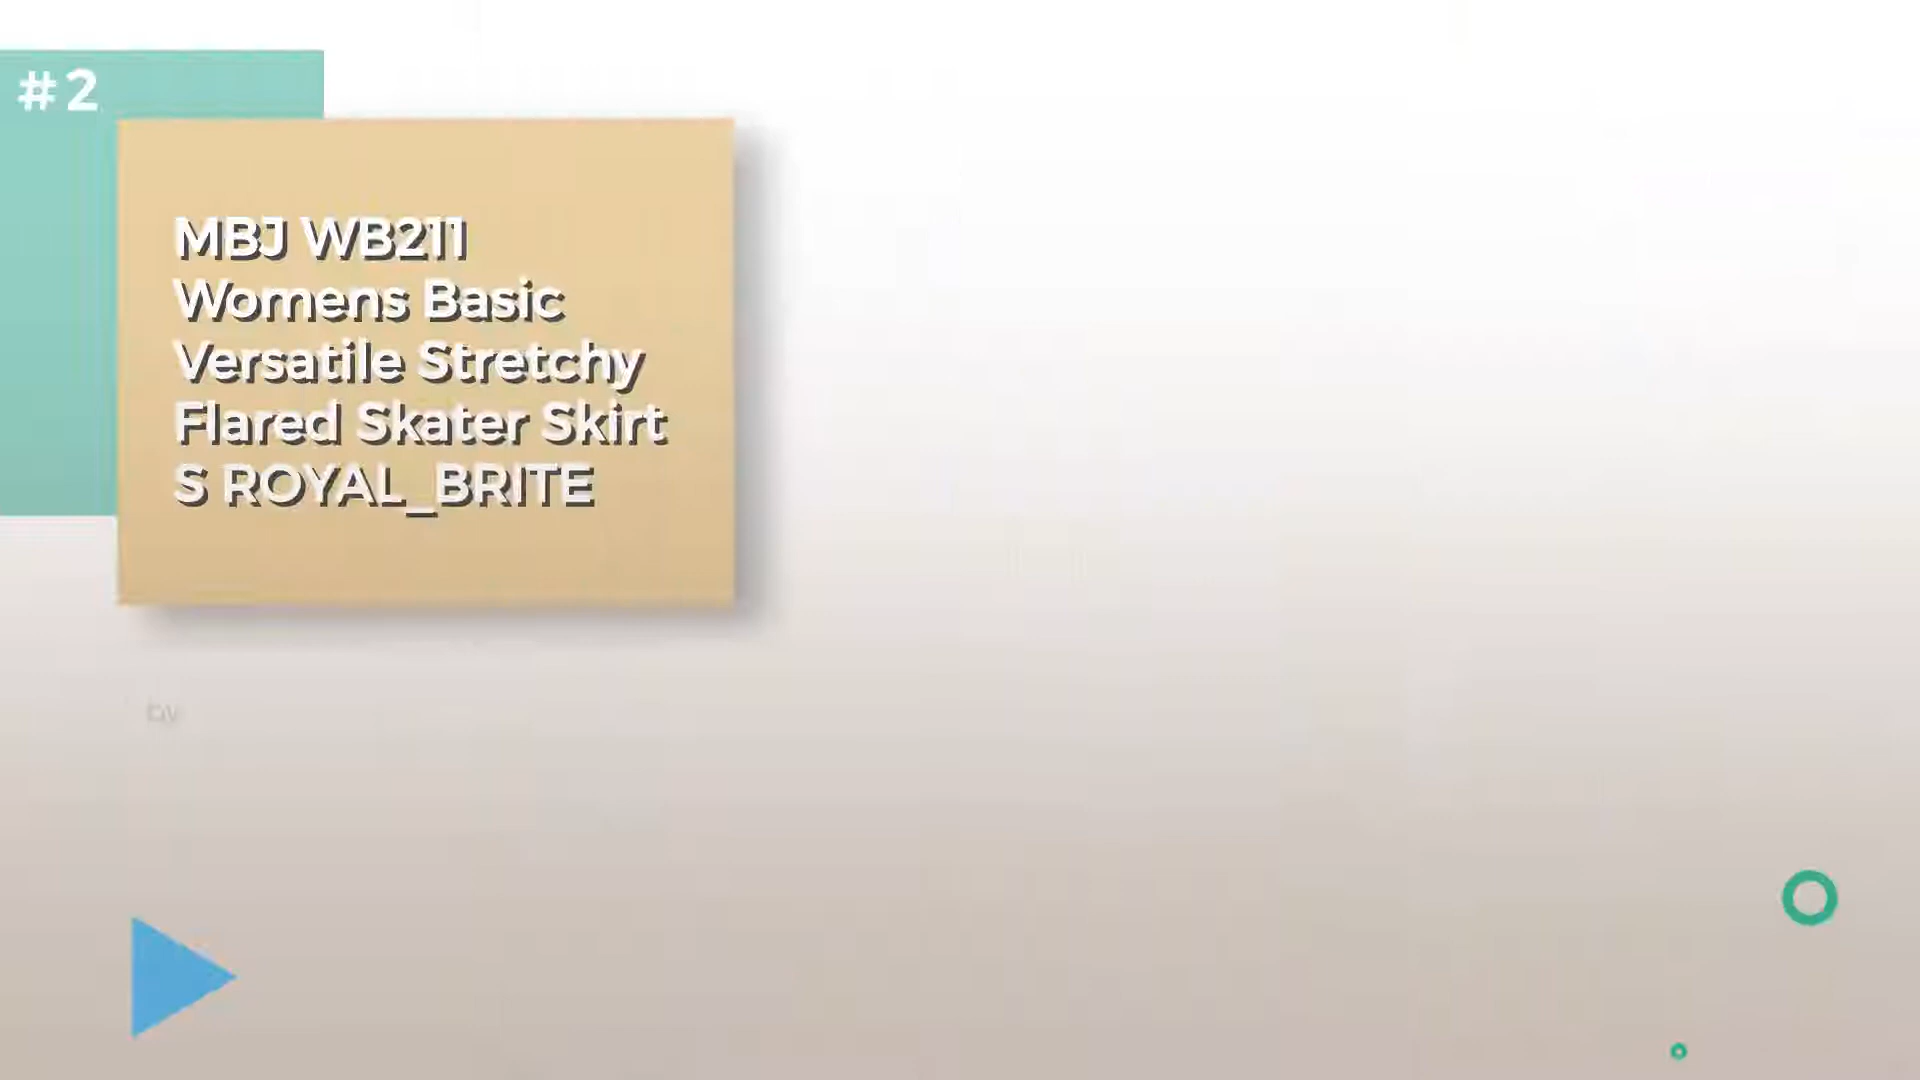 #2
MBJ WB211
Womens Basic
Versatile Stretchy
Flared Skater Skirt
S ROYAL_BRITE